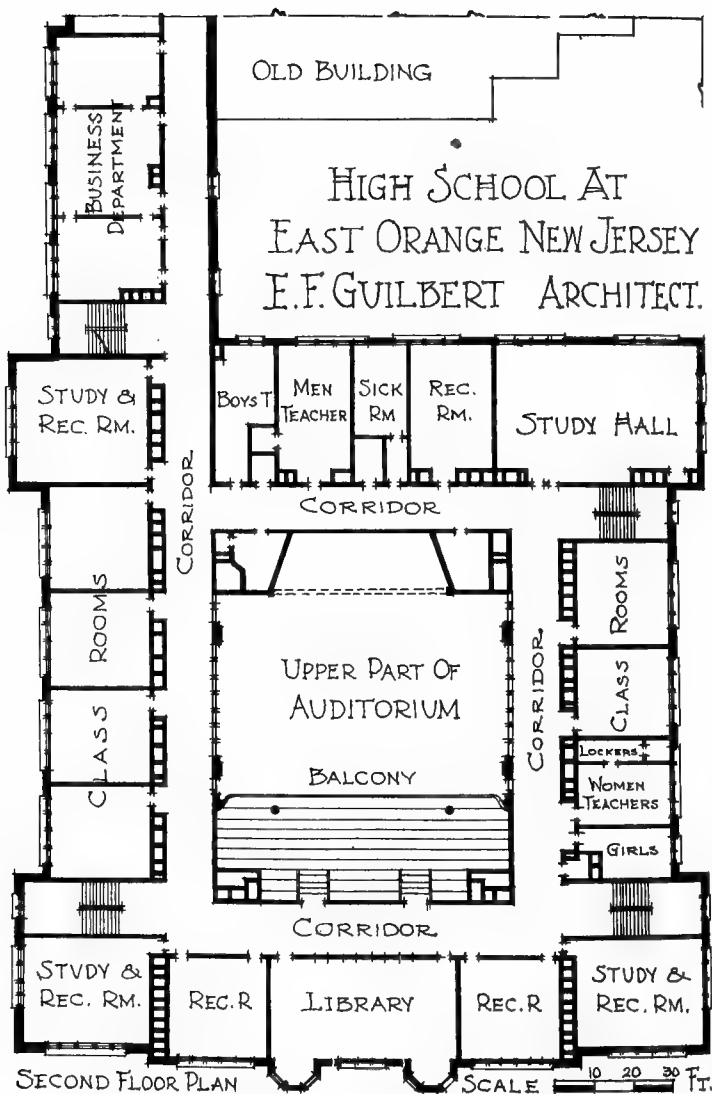 OLD BUILDING
BUSINESS
DEPARTMENT
HIGH SCHOOL AT
EAST ORANGE NEW JERSEY
E.F. GUILBERT ARCHITECT.
STUDY &
REC. RM.
BOYS T.
MEN
TEACHER
SICK
RM
REC.
RM.
STUDY HALL
CORRIDOR
CORRIDOR
CLASS ROOMS
UPPER PART OF
AUDITORIUM
BALCONY
CORRIDOR
CLASS ROOMS
LOCKERS
WOMEN
TEACHERS
GIRLS
CORRIDOR
STUDY &
REC. RM.
REC. R
LIBRARY
REC. R
STUDY &
REC. RM.
SECOND FLOOR PLAN
SCALE 10 20 30 FT.